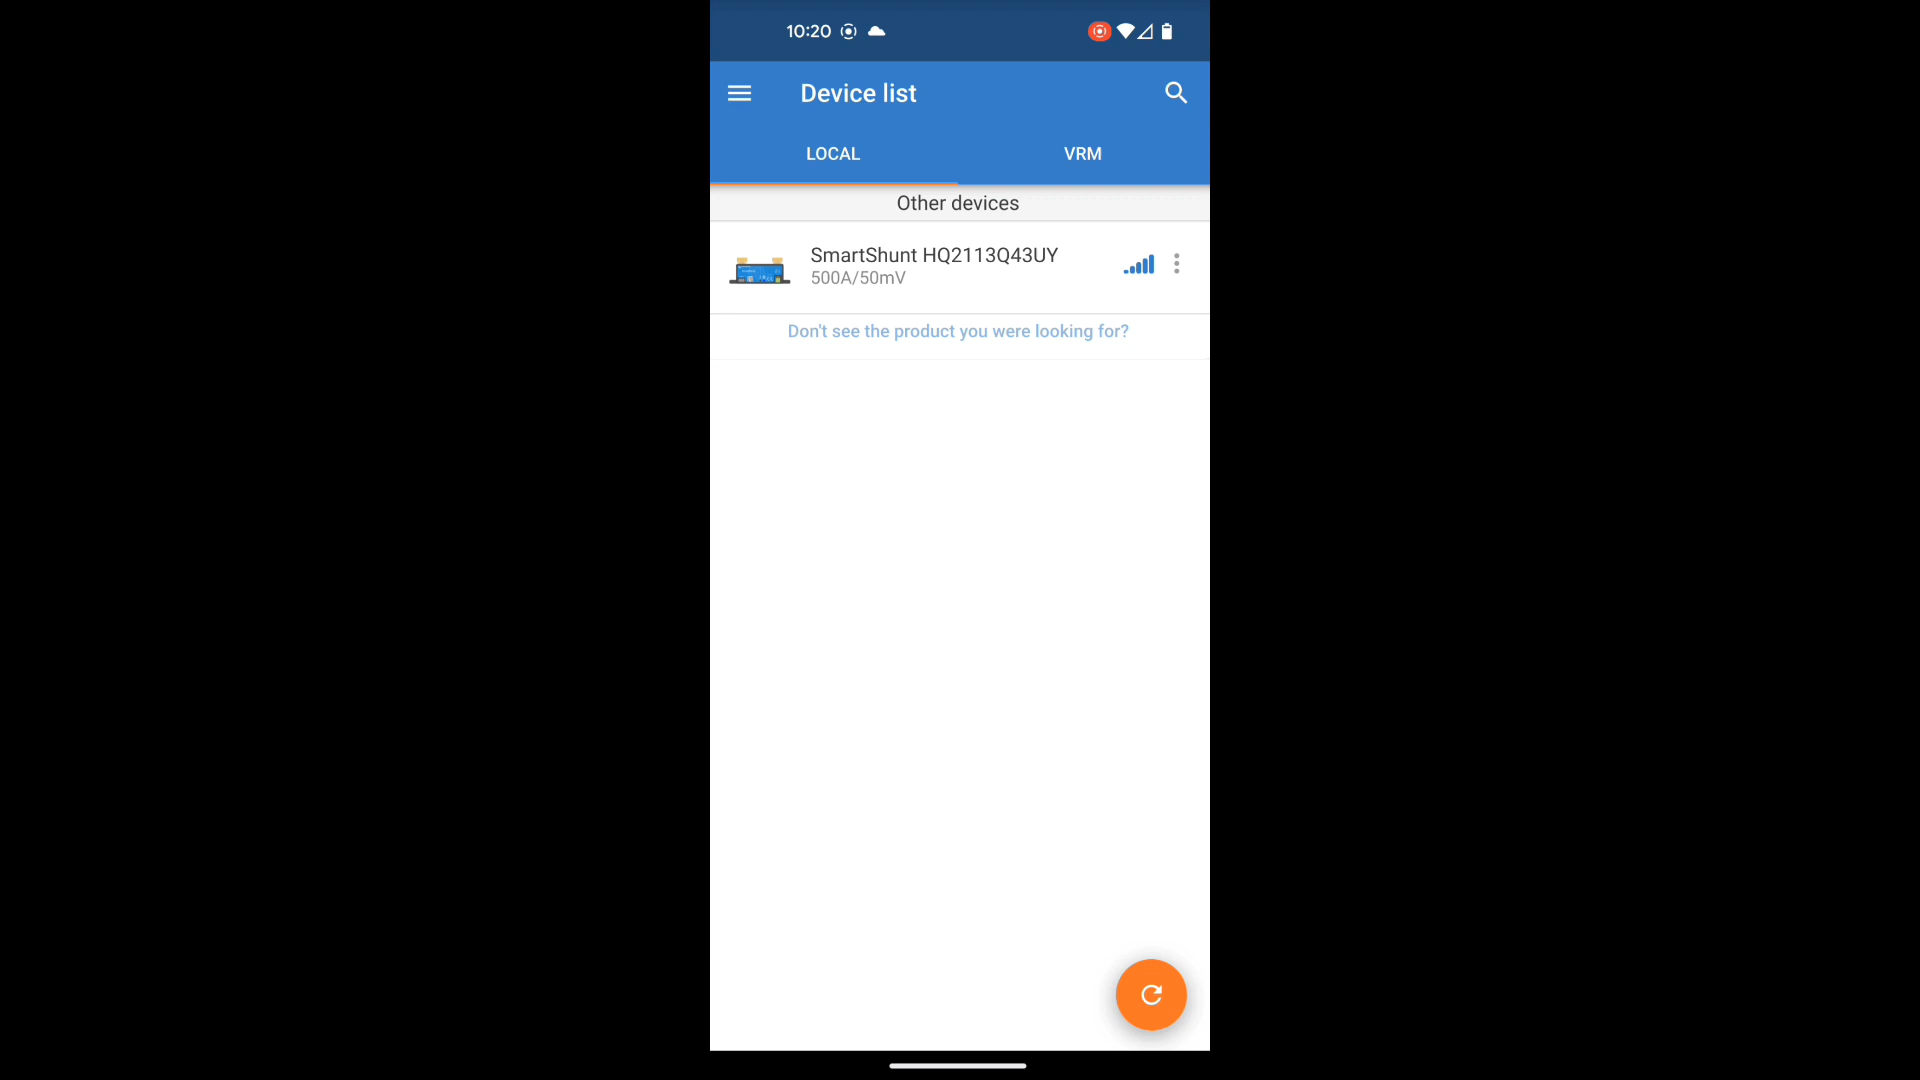 10:20
Device list
LOCAL
VRM
Other devices
SmartShunt HQ2113Q43UY
500A/50mV
Don't see the product you were looking for?